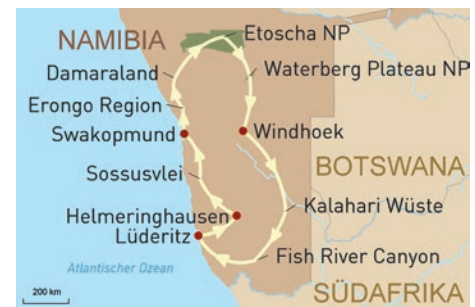 NAMIBIA
Etoscha NP
Damaraland
Waterberg Plateau NP
Erongo Region
Swakopmund
Windhoek
BOTSWANA
Sossusvlei
Kalahari Wüste
Helmeringhausen
Lüderitz
Fish River Canyon
Atlantischer Ozean
SÜDAFRIKA
200 km